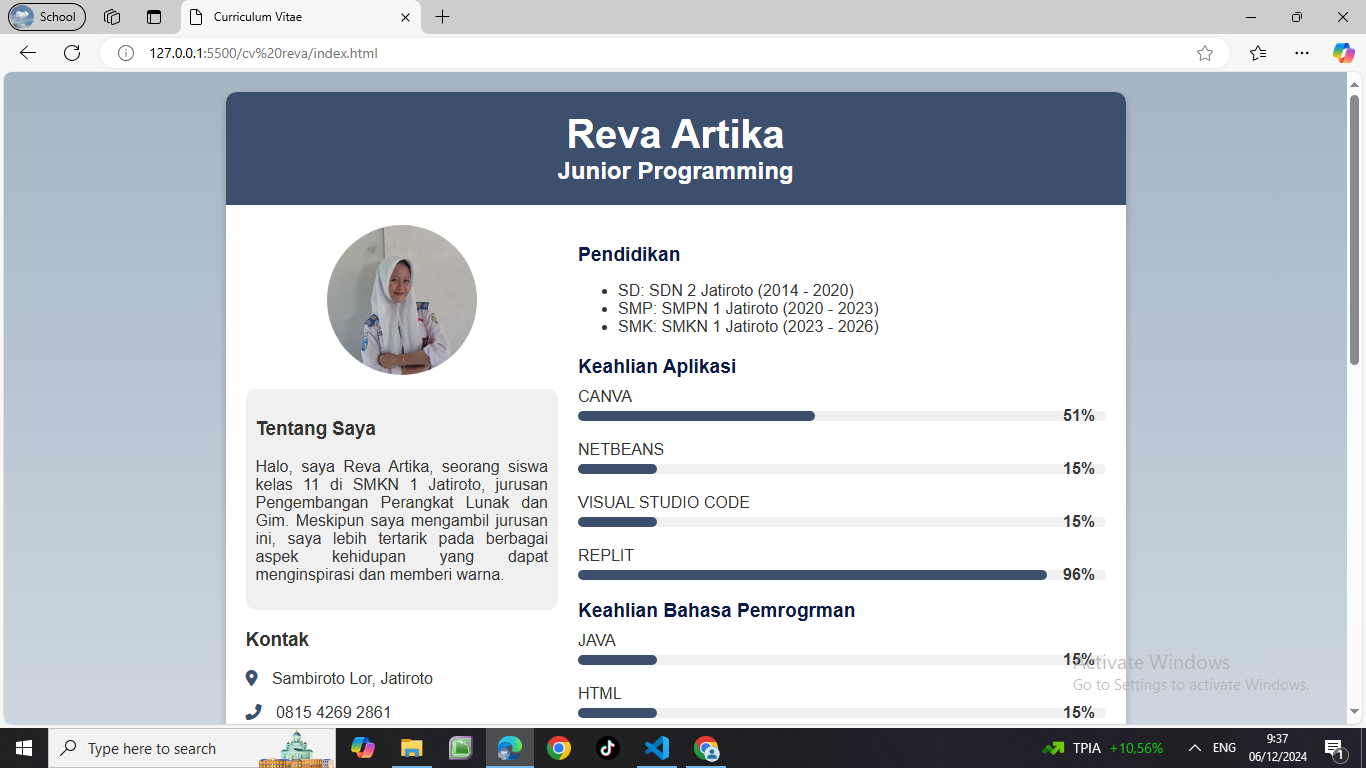 School
Curriculum Vitae
127.0.0.1:5500/cv%20reva/index.html
Reva Artika
Junior Programming
Tentang Saya
Halo, saya Reva Artika, seorang siswa
kelas 11 di SMKN 1 Jatiroto, jurusan
Pengembangan Perangkat Lunak dan
Gim. Meskipun saya mengambil jurusan
ini, saya lebih tertarik pada berbagai
aspek kehidupan yang dapat
menginspirasi dan memberi warna.
Kontak
Sambiroto Lor, Jatiroto
0815 4269 2861
Pendidikan
SD: SDN 2 Jatiroto (2014 - 2020)
SMP: SMPN 1 Jatiroto (2020 - 2023)
SMK: SMKN 1 Jatiroto (2023 - 2026)
Keahlian Aplikasi
CANVA
51%
NETBEANS
15%
VISUAL STUDIO CODE
15%
REPLIT
96%
Keahlian Bahasa Pemrogrman
JAVA
15%
HTML
15%
Activate Windows
Go to Settings to activate Windows.
Type here to search
TPIA +10,56%
ENG
9:37
06/12/2024
1